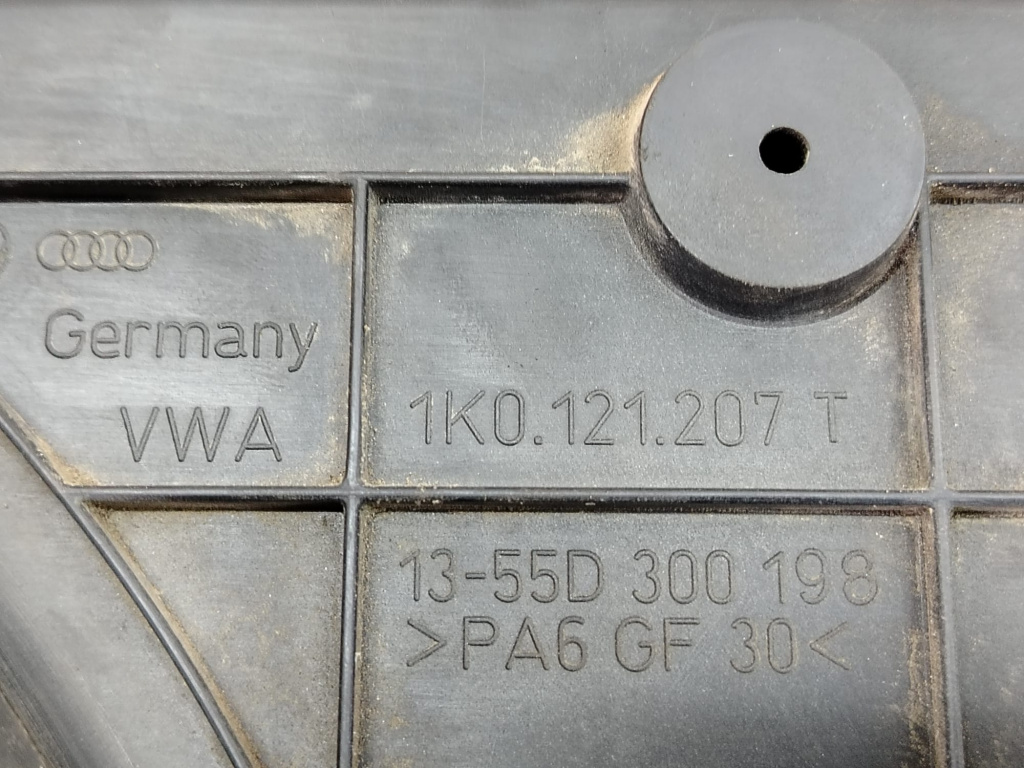 Germany
VWA
1K0.121.207 T
13-55D 300 198
>PA6 GF 30<